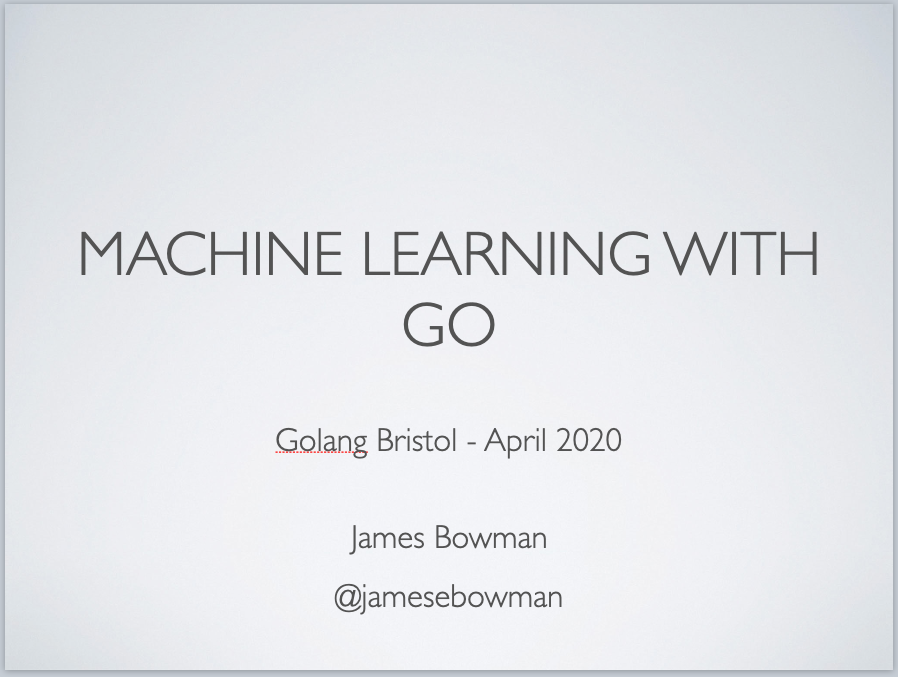 MACHINE LEARNING WITH
GO
Golang Bristol - April 2020
James Bowman
@jamesebowman